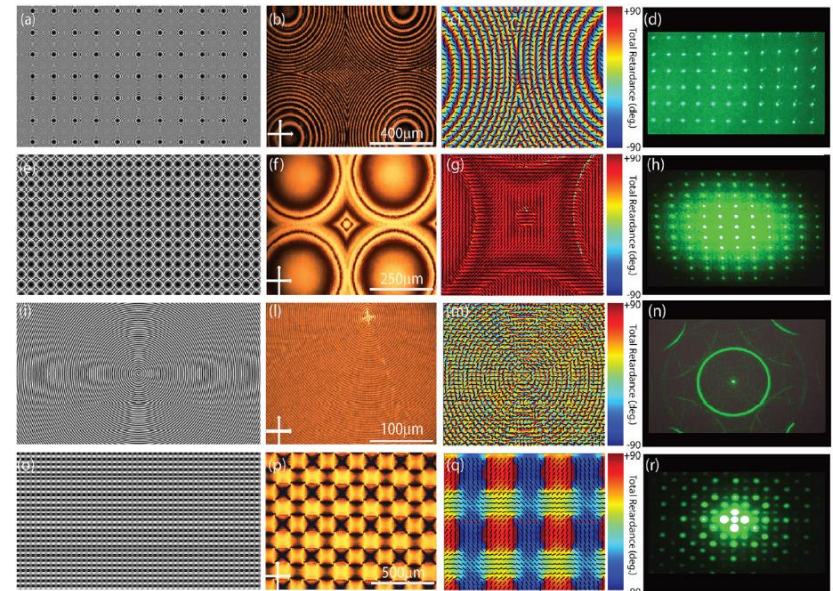 (a)
(b)
400μm
(c)
+90
Total Retardance (deg.)
-90
(d)
(e)
(f)
250μm
(g)
+90
Total Retardance (deg.)
-90
(h)
(i)
(l)
100μm
(m)
+90
Total Retardance (deg.)
-90
(n)
(o)
(p)
500μm
(q)
+90
Total Retardance (deg.)
-90
(r)